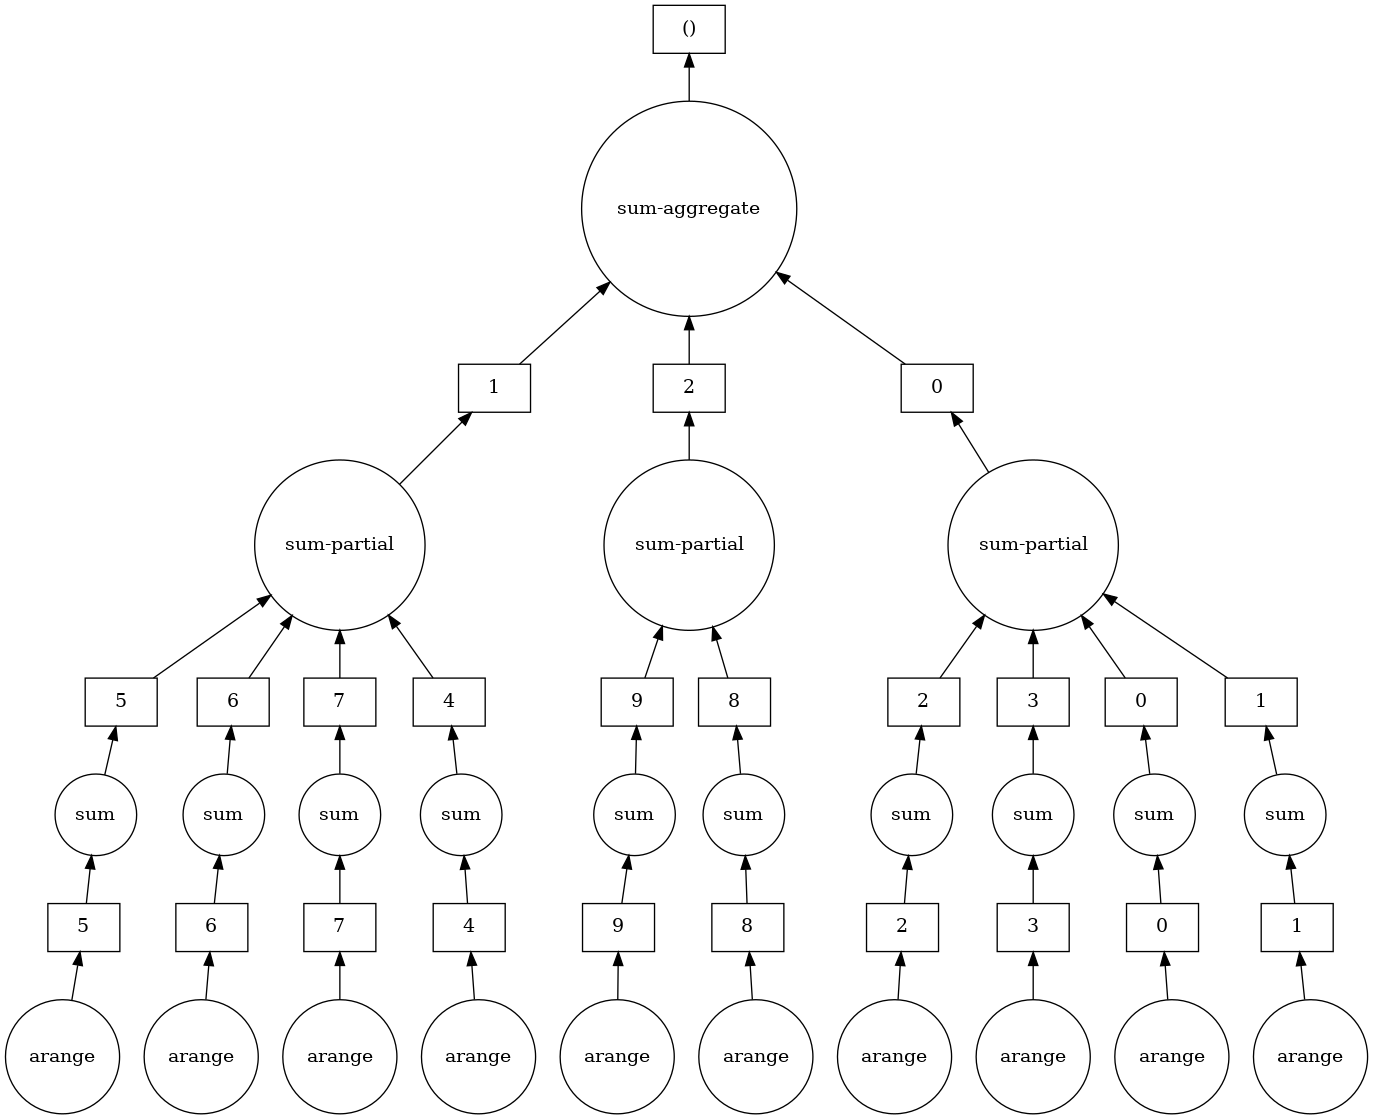 ()
sum-aggregate
1 2 0
sum-partial sum-partial sum-partial
5 6 7 4 9 8 2 3 0 1
sum sum sum sum sum sum sum sum sum sum
5 6 7 4 9 8 2 3 0 1
arange arange arange arange arange arange arange arange arange arange